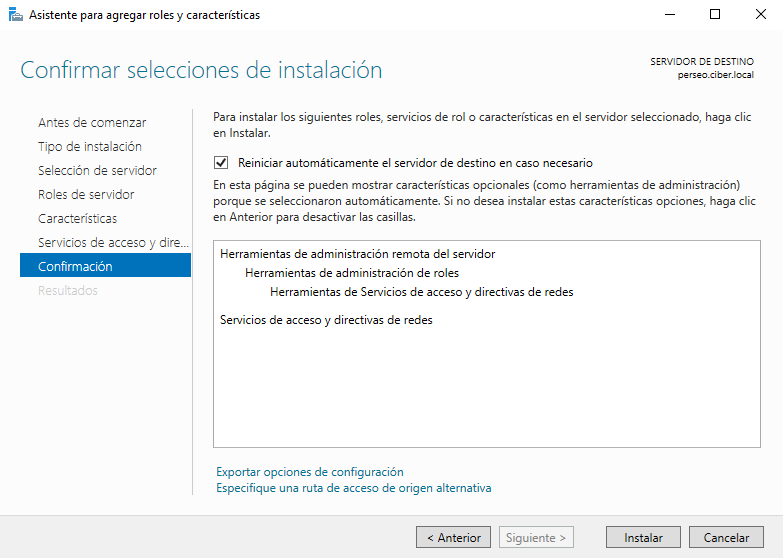 Asistente para agregar roles y características
Confirmar selecciones de instalación
SERVIDOR DE DESTINO
perseo.ciber.local
Antes de comenzar
Tipo de instalación
Selección de servidor
Roles de servidor
Características
Servicios de acceso y dire...
Confirmación
Resultados
Para instalar los siguientes roles, servicios de rol o características en el servidor seleccionado, haga clic
en Instalar.
Reiniciar automáticamente el servidor de destino en caso necesario
En esta página se pueden mostrar características opcionales (como herramientas de administración)
porque se seleccionaron automáticamente. Si no desea instalar estas características opciones, haga clic
en Anterior para desactivar las casillas.
Herramientas de administración remota del servidor
Herramientas de administración de roles
Herramientas de Servicios de acceso y directivas de redes
Servicios de acceso y directivas de redes
Exportar opciones de configuración
Especifique una ruta de acceso de origen alternativa
< Anterior
Siguiente >
Instalar
Cancelar